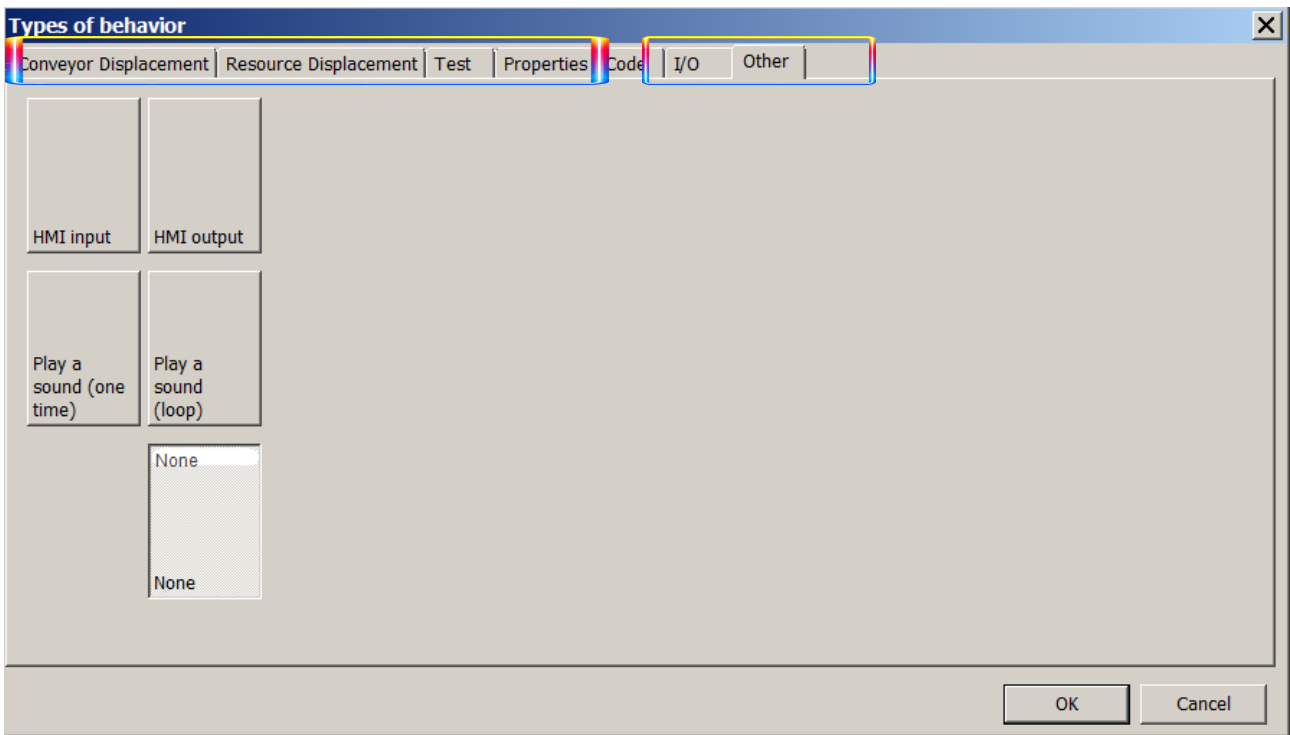 Types of behavior
Conveyor Displacement Resource Displacement Test Properties Code I/O Other
HMI input HMI output
Play a
sound (one
time)
Play a
sound
(loop)
None
None
OK Cancel